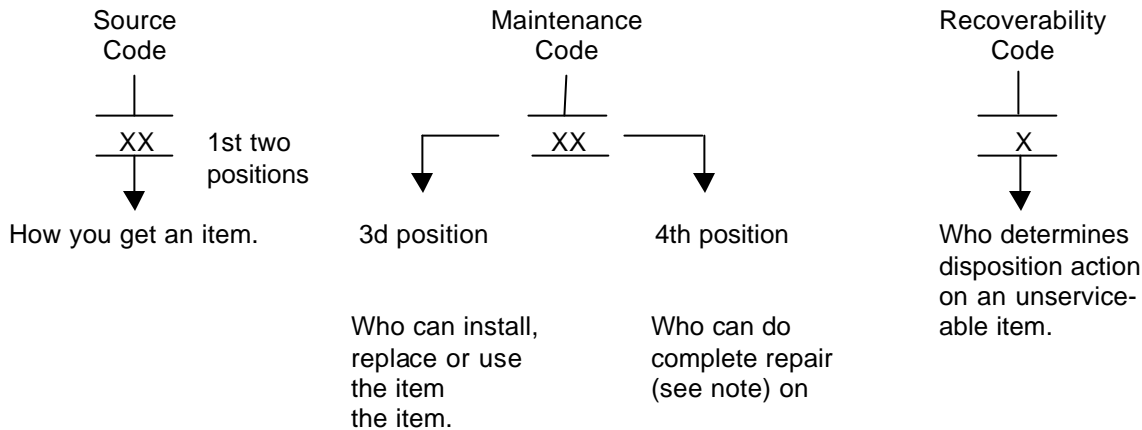 Source
Code
Maintenance
Code
Recoverability
Code
XX
1st two
positions
XX
X
How you get an item.
3d position
4th position
Who determines
disposition action
on an unservice-
able item.
Who can install,
replace or use
the item
the item.
Who can do
complete repair
(see note) on